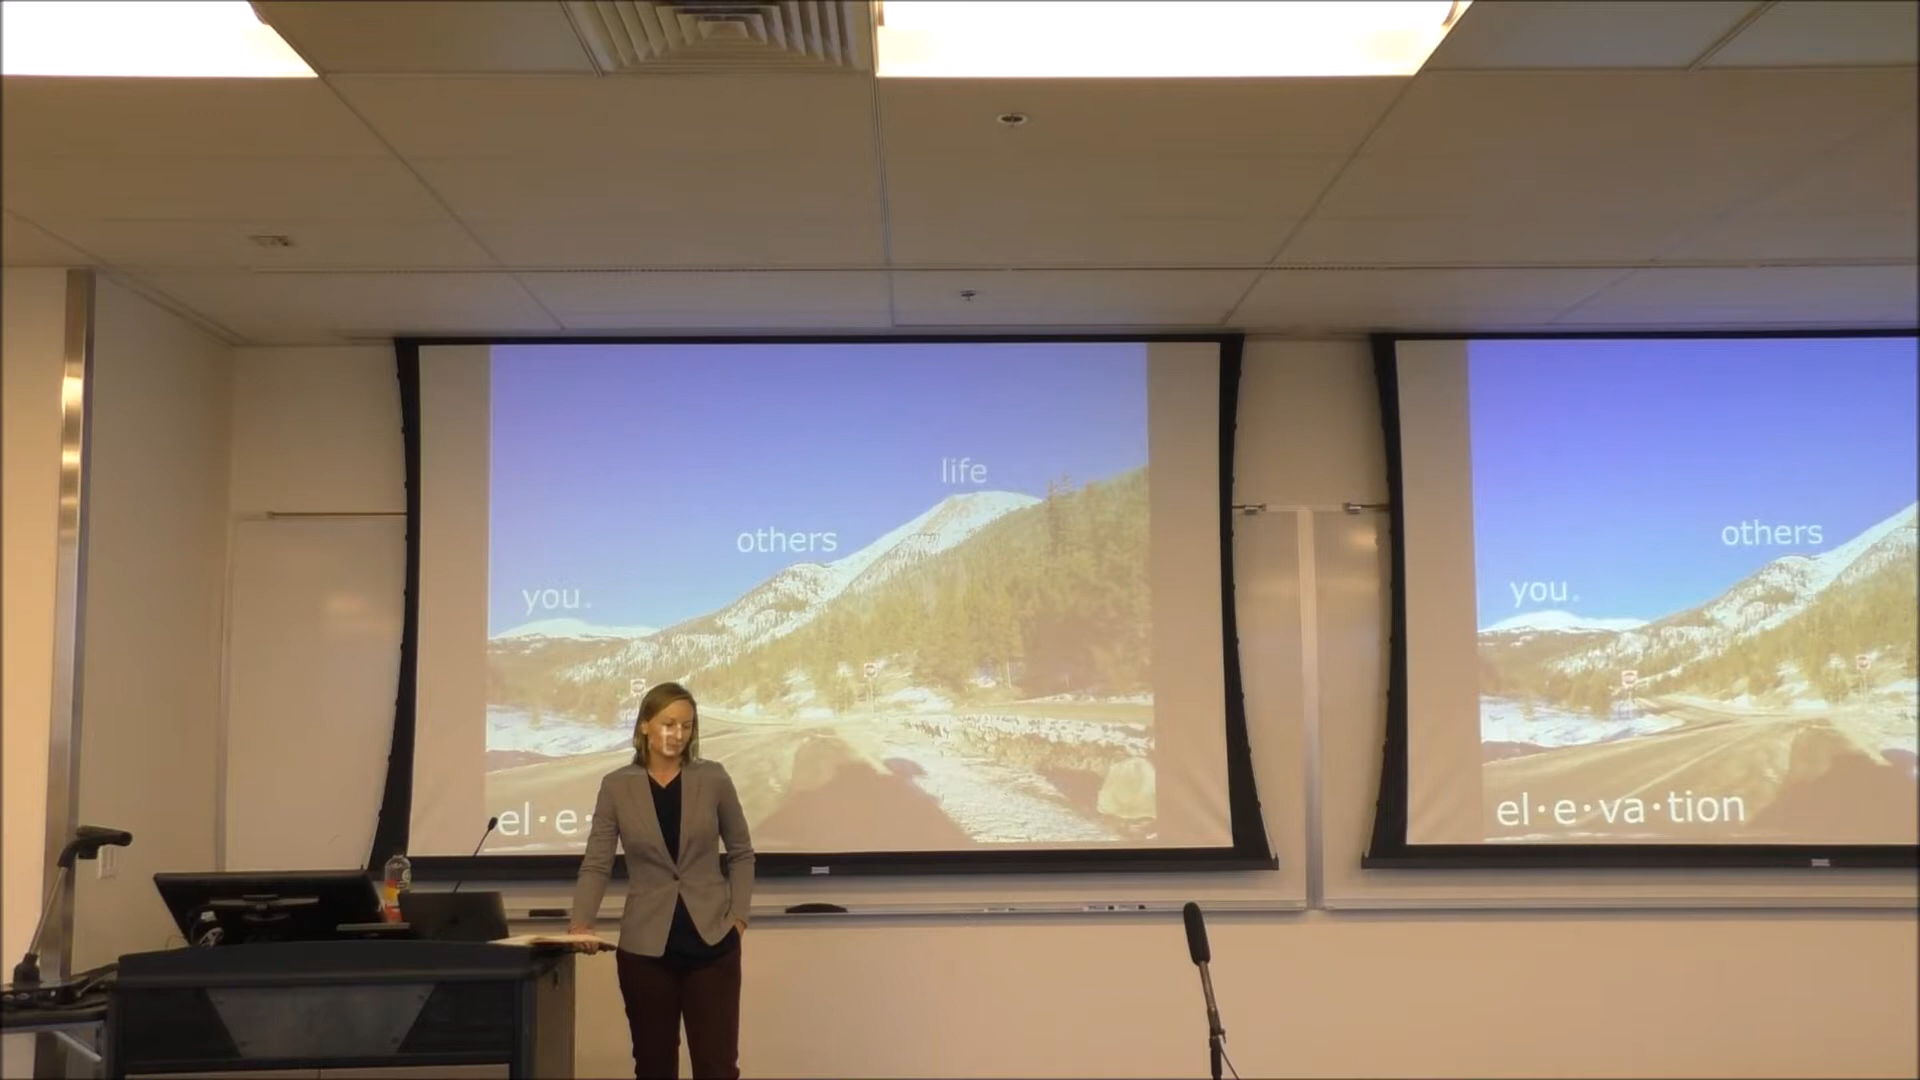 life
others
you.
el·e·
others
you.
el·e·va·tion